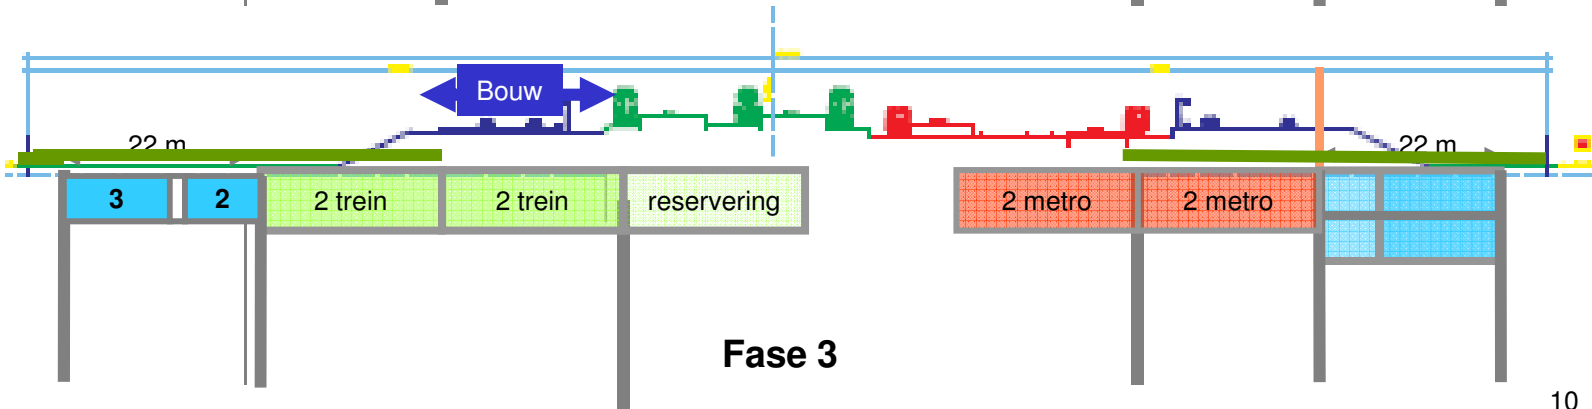 Bouw
22 m
22 m
3
2
2 trein
2 trein
reservering
2 metro
2 metro
Fase 3
10